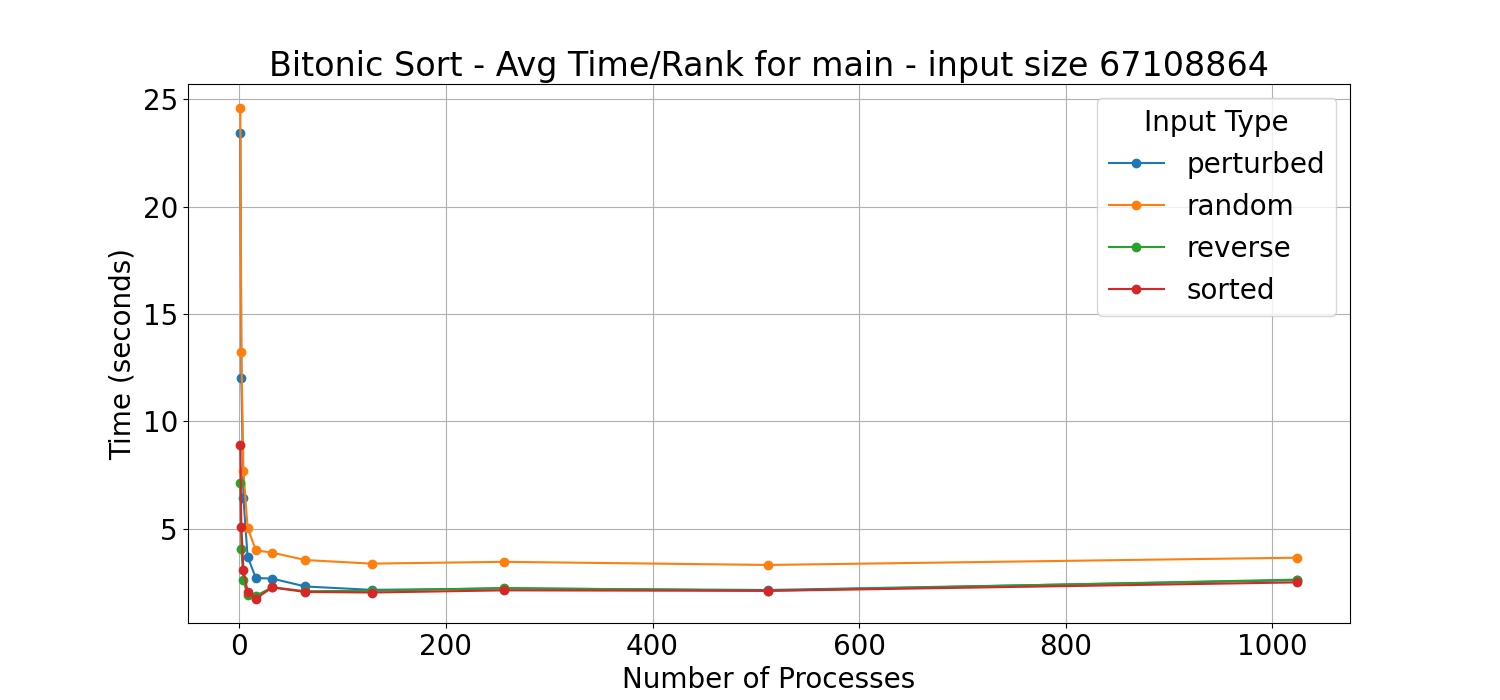 Bitonic Sort - Avg Time/Rank for main - input size 67108864
Time (seconds)
25
20
15
10
5
Input Type
perturbed
random
reverse
sorted
0 200 400 600 800 1000
Number of Processes